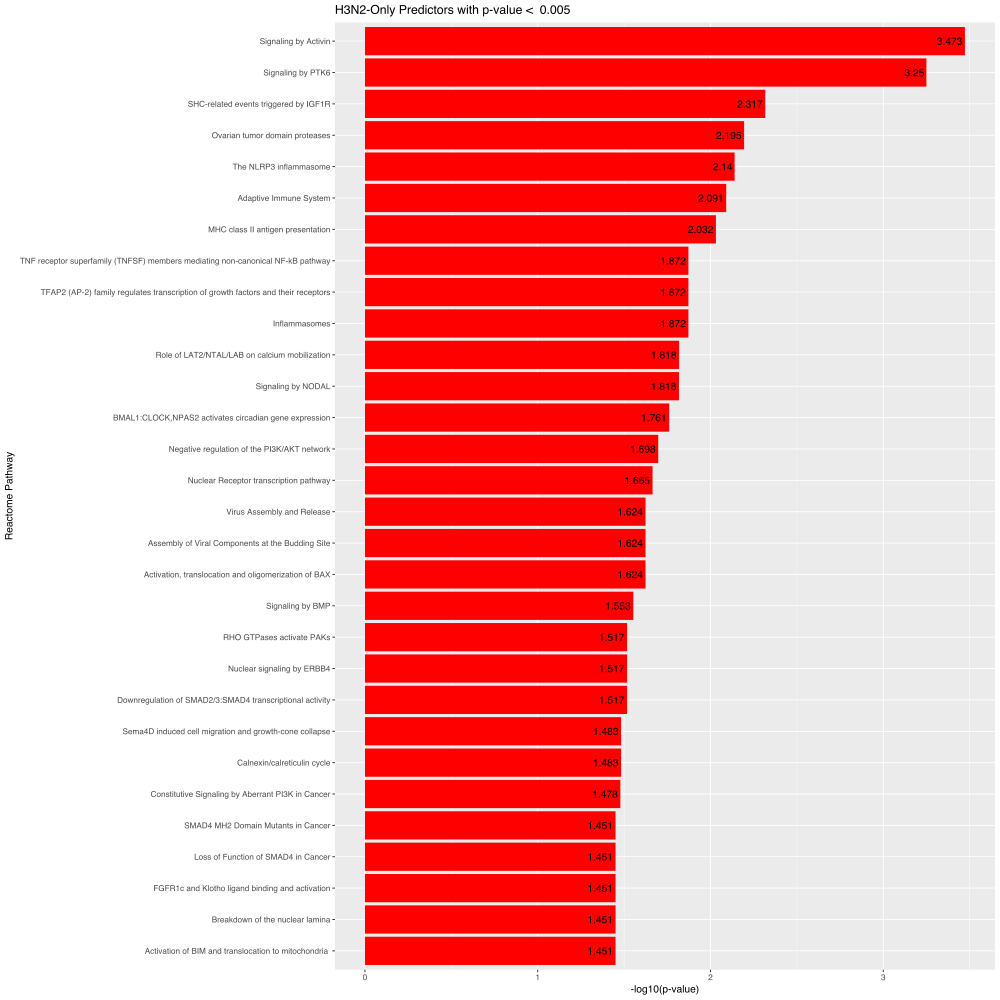 H3N2-Only Predictors with p-value < 0.005
Reactome Pathway
Signaling by Activin 3.473
Signaling by PTK6 3.25
SHC-related events triggered by IGF1R 2.317
Ovarian tumor domain proteases 2.195
The NLRP3 inflammasome 2.14
Adaptive Immune System 2.091
MHC class II antigen presentation 2.032
TNF receptor superfamily (TNFSF) members mediating non-canonical NF-kB pathway 1.872
TFAP2 (AP-2) family regulates transcription of growth factors and their receptors 1.872
Inflammasomes 1.872
Role of LAT2/NTAL/LAB on calcium mobilization 1.818
Signaling by NODAL 1.818
BMAL1:CLOCK,NPAS2 activates circadian gene expression 1.761
Negative regulation of the PI3K/AKT network 1.698
Nuclear Receptor transcription pathway 1.665
Virus Assembly and Release 1.624
Assembly of Viral Components at the Budding Site 1.624
Activation, translocation and oligomerization of BAX 1.624
Signaling by BMP 1.553
RHO GTPases activate PAKs 1.517
Nuclear signaling by ERBB4 1.517
Downregulation of SMAD2/3:SMAD4 transcriptional activity 1.517
Sema4D induced cell migration and growth-cone collapse 1.483
Calnexin/calreticulin cycle 1.483
Constitutive Signaling by Aberrant PI3K in Cancer 1.478
SMAD4 MH2 Domain Mutants in Cancer 1.451
Loss of Function of SMAD4 in Cancer 1.451
FGFR1c and Klotho ligand binding and activation 1.451
Breakdown of the nuclear lamina 1.451
Activation of BIM and translocation to mitochondria 1.451
0 1 2 3
-log10(p-value)